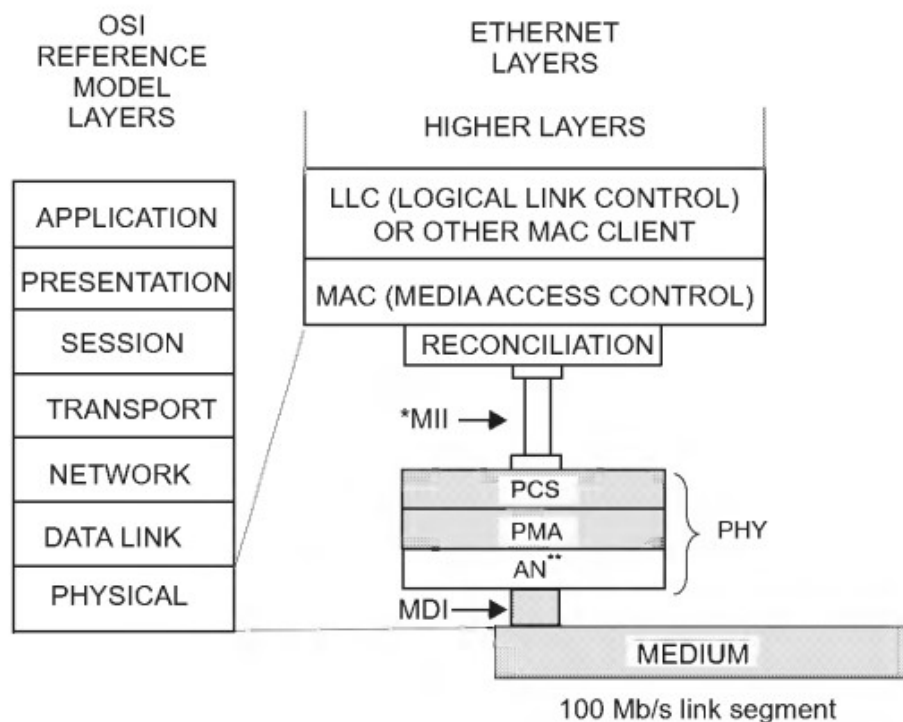 OSI
REFERENCE
MODEL
LAYERS
APPLICATION
PRESENTATION
SESSION
TRANSPORT
NETWORK
DATA LINK
PHYSICAL
ETHERNET
LAYERS
HIGHER LAYERS
LLC (LOGICAL LINK CONTROL)
OR OTHER MAC CLIENT
MAC (MEDIA ACCESS CONTROL)
RECONCILIATION
*MII
PCS
PMA
AN**
PHY
MDI
MEDIUM
100 Mb/s link segment